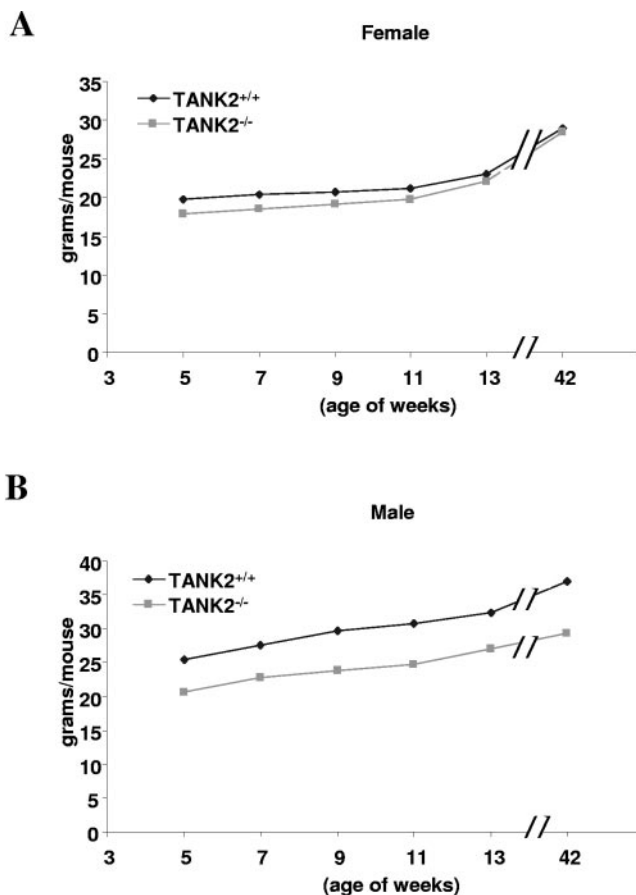 A
Female
35
30
25
20
15
10
5
0
grams/mouse
TANK2+/+
TANK2-/-
3 5 7 9 11 13 42
(age of weeks)
B
Male
40
35
30
25
20
15
10
5
0
grams/mouse
TANK2+/+
TANK2-/-
3 5 7 9 11 13 42
(age of weeks)